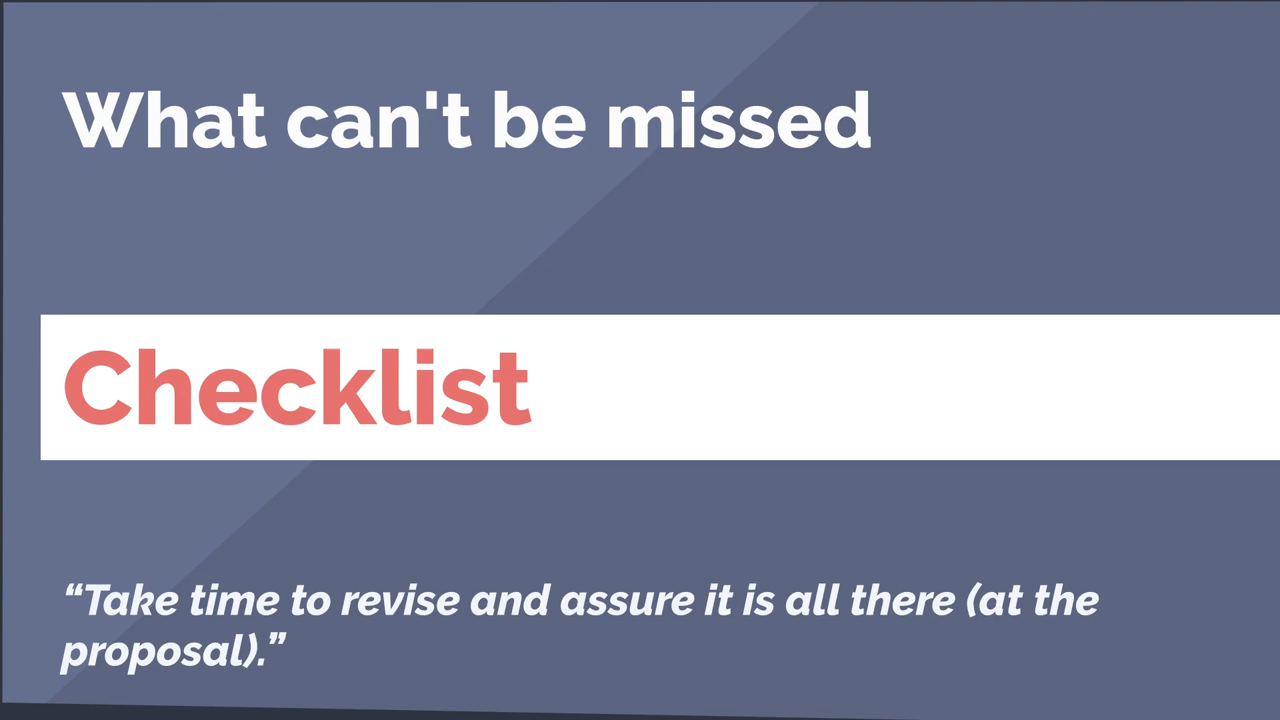 What can't be missed
Checklist
“Take time to revise and assure it is all there (at the
proposal).”